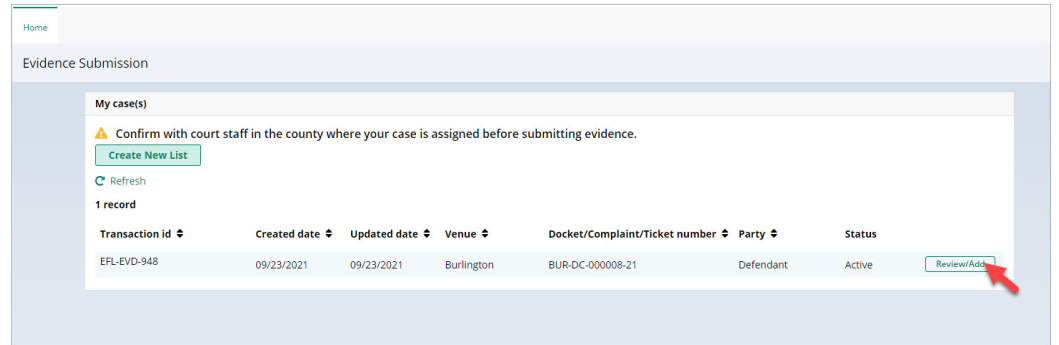 Home
Evidence Submission
My case(s)
Confirm with court staff in the county where your case is assigned before submitting evidence.
Create New List
Refresh
1 record
Transaction id Created date Updated date Venue Docket/Complaint/Ticket number Party Status
EFL-EVD-948 09/23/2021 09/23/2021 Burlington BUR-DC-000008-21 Defendant Active Review/Add